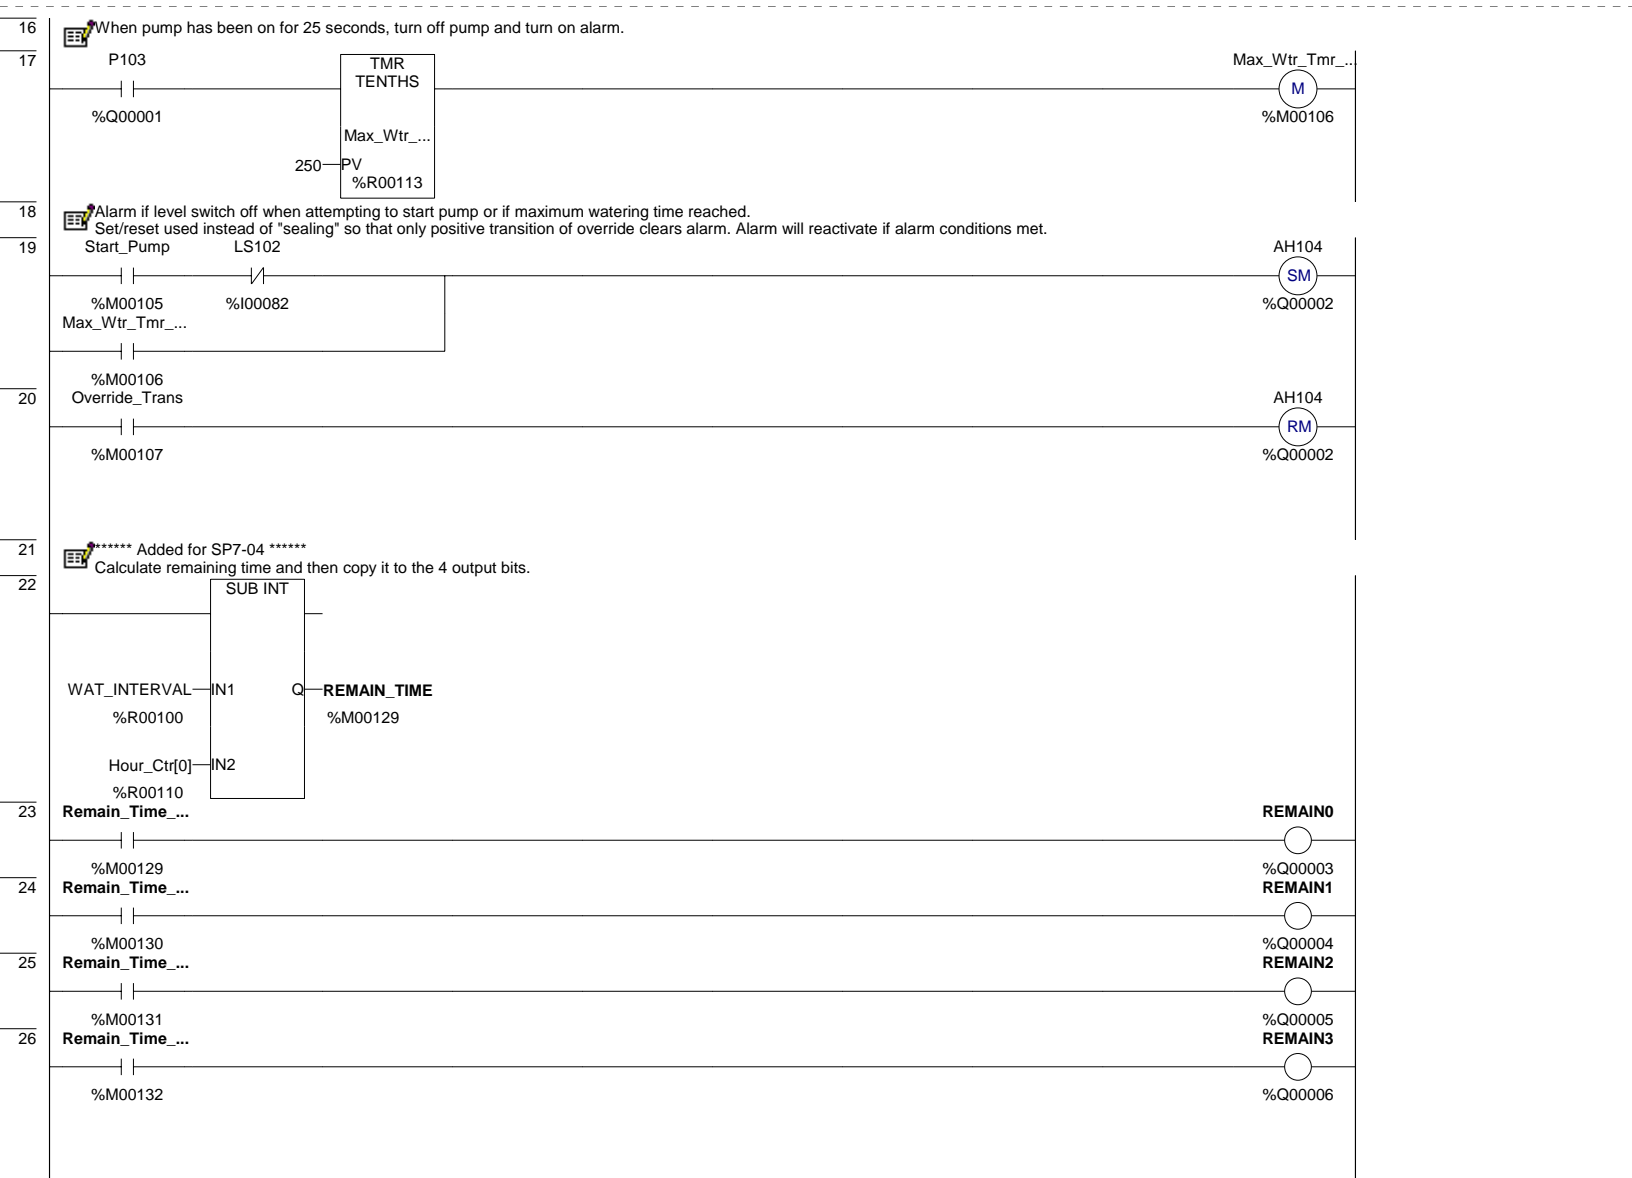 16
When pump has been on for 25 seconds, turn off pump and turn on alarm.
17
P103
TMR
TENTHS
Max_Wtr_Tmr_...
M
%Q00001
%M00106
Max_Wtr_...
250
PV
%R00113
18
Alarm if level switch off when attempting to start pump or if maximum watering time reached.
Set/reset used instead of "sealing" so that only positive transition of override clears alarm. Alarm will reactivate if alarm conditions met.
19
Start_Pump
LS102
AH104
SM
%M00105
%I00082
%Q00002
Max_Wtr_Tmr_...
%M00106
20
Override_Trans
AH104
RM
%M00107
%Q00002
21
****** Added for SP7-04 ******
Calculate remaining time and then copy it to the 4 output bits.
22
SUB INT
WAT_INTERVAL
IN1
Q
REMAIN_TIME
%R00100
%M00129
Hour_Ctr[0]
IN2
%R00110
23
Remain_Time_...
REMAIN0
%M00129
%Q00003
24
Remain_Time_...
REMAIN1
%M00130
%Q00004
25
Remain_Time_...
REMAIN2
%M00131
%Q00005
26
Remain_Time_...
REMAIN3
%M00132
%Q00006